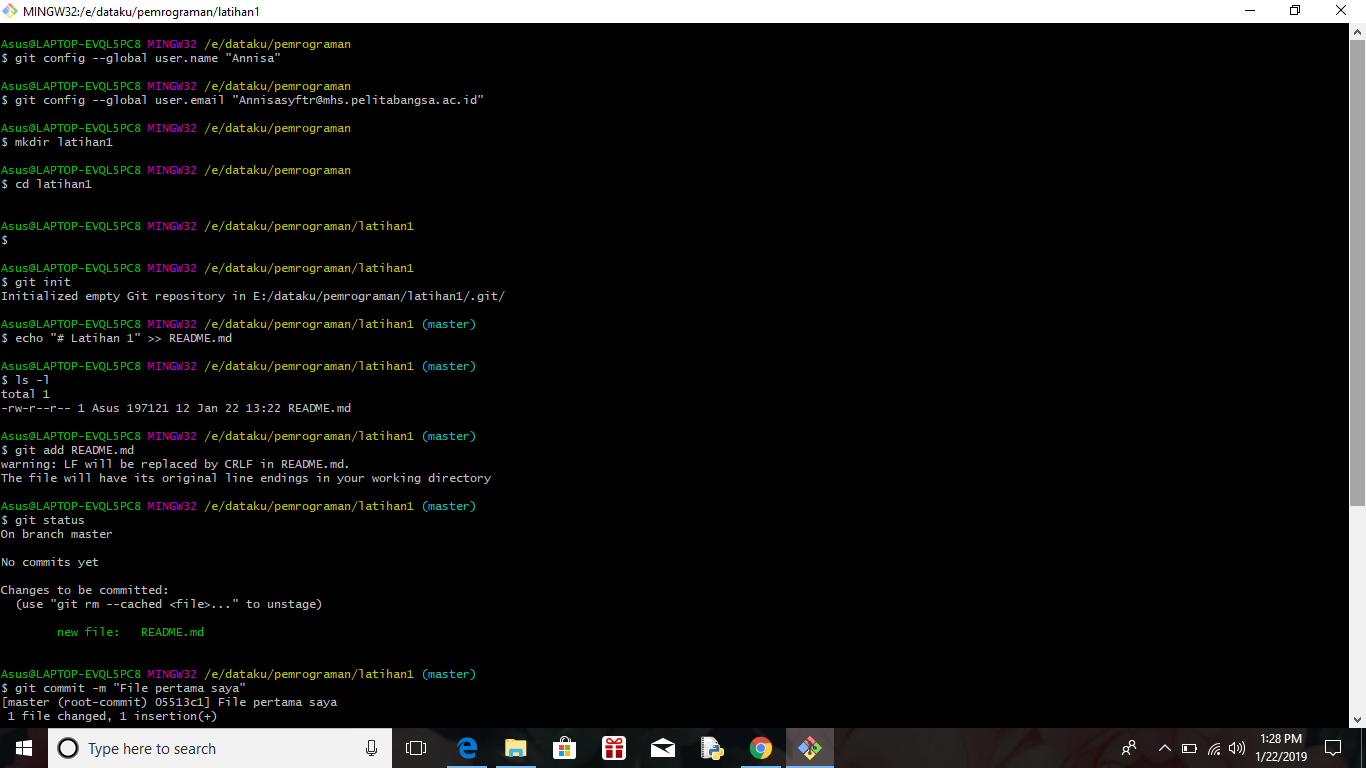 MINGW32:/e/dataku/pemrograman/latihan1
Asus@LAPTOP-EVQL5PC8 MINGW32 /e/dataku/pemrograman
$ git config --global user.name "Annisa"
Asus@LAPTOP-EVQL5PC8 MINGW32 /e/dataku/pemrograman
$ git config --global user.email "Annisasyftr@mhs.pelitabangsa.ac.id"
Asus@LAPTOP-EVQL5PC8 MINGW32 /e/dataku/pemrograman
$ mkdir latihan1
Asus@LAPTOP-EVQL5PC8 MINGW32 /e/dataku/pemrograman
$ cd latihan1
Asus@LAPTOP-EVQL5PC8 MINGW32 /e/dataku/pemrograman/latihan1
$
Asus@LAPTOP-EVQL5PC8 MINGW32 /e/dataku/pemrograman/latihan1
$ git init
Initialized empty Git repository in E:/dataku/pemrograman/latihan1/.git/
Asus@LAPTOP-EVQL5PC8 MINGW32 /e/dataku/pemrograman/latihan1 (master)
$ echo "# Latihan 1" >> README.md
Asus@LAPTOP-EVQL5PC8 MINGW32 /e/dataku/pemrograman/latihan1 (master)
$ ls -l
total 1
-rw-r--r-- 1 Asus 197121 12 Jan 22 13:22 README.md
Asus@LAPTOP-EVQL5PC8 MINGW32 /e/dataku/pemrograman/latihan1 (master)
$ git add README.md
warning: LF will be replaced by CRLF in README.md.
The file will have its original line endings in your working directory
Asus@LAPTOP-EVQL5PC8 MINGW32 /e/dataku/pemrograman/latihan1 (master)
$ git status
On branch master
No commits yet
Changes to be committed:
(use "git rm --cached <file>..." to unstage)
new file: README.md
Asus@LAPTOP-EVQL5PC8 MINGW32 /e/dataku/pemrograman/latihan1 (master)
$ git commit -m "File pertama saya"
[master (root-commit) 05513c1] File pertama saya
1 file changed, 1 insertion(+)
Type here to search
1:28 PM
1/22/2019